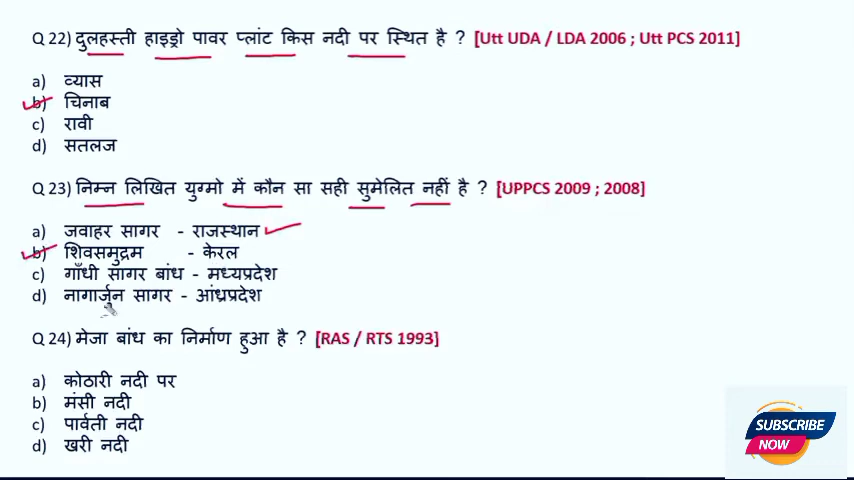 Q 22) दुलहस्ती हाइड्रो पावर प्लांट किस नदी पर स्थित है ? [Utt UDA / LDA 2006 ; Utt PCS 2011]
a) व्यास
b) चिनाब
c) रावी
d) सतलज
Q 23) निम्न लिखित युग्मो में कौन सा सही सुमेलित नहीं है ? [UPPCS 2009 ; 2008]
a) जवाहर सागर - राजस्थान
b) शिवसमुद्रम - केरल
c) गाँधी सागर बांध - मध्यप्रदेश
d) नागार्जुन सागर - आंध्रप्रदेश
Q 24) मेजा बांध का निर्माण हुआ है ? [RAS / RTS 1993]
a) कोठारी नदी पर
b) मंसी नदी
c) पार्वती नदी
d) खरी नदी
SUBSCRIBE
NOW